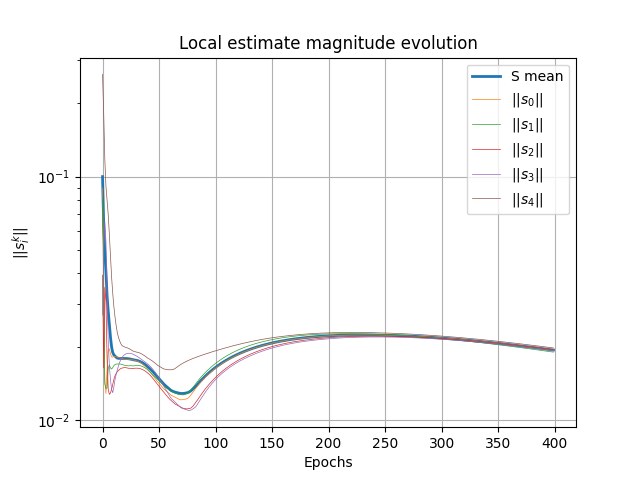 Local estimate magnitude evolution
S mean
||s₀||
||s₁||
||s₂||
||s₃||
||s₄||
10⁻¹
10⁻²
||sᵢᵏ||
0 50 100 150 200 250 300 350 400
Epochs